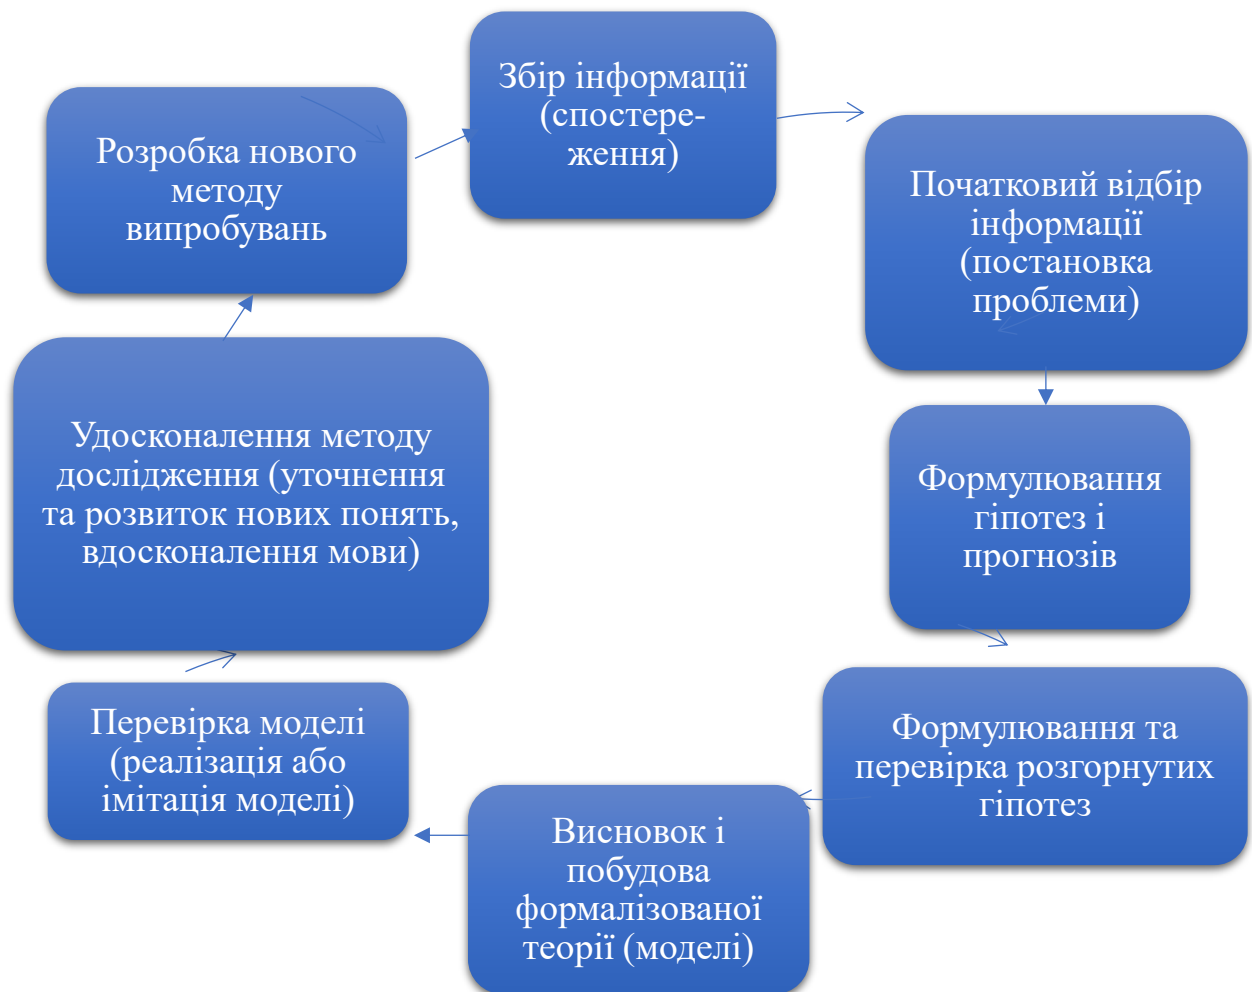 Збір інформації
(спостере-
ження)
Початковий відбір
інформації
(постановка
проблеми)
Формулювання
гіпотез і
прогнозів
Формулювання та
перевірка розгорнутих
гіпотез
Висновок і
побудова
формалізованої
теорії (моделі)
Перевірка моделі
(реалізація або
імітація моделі)
Удосконалення методу
дослідження (уточнення
та розвиток нових понять,
вдосконалення мови)
Розробка нового
методу
випробувань